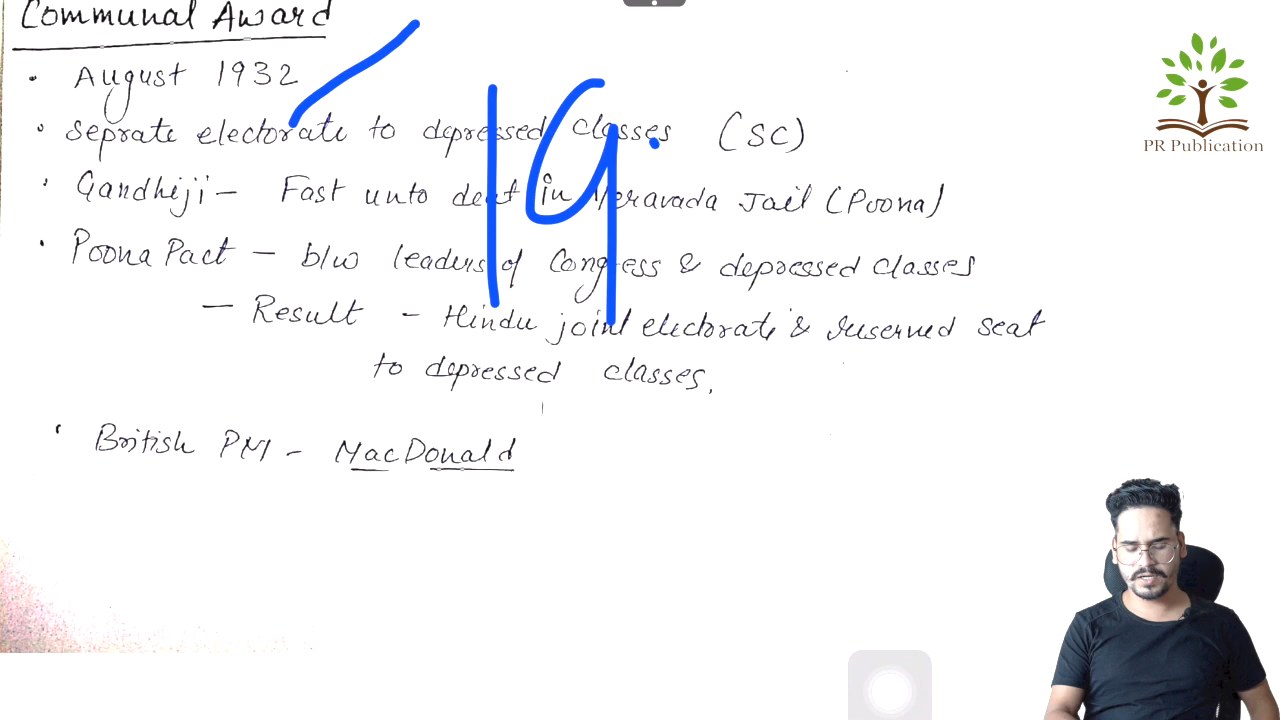 Communal Award
• August 1932
• Seprate electorate to depressed classes (SC)
• Gandhiji - Fast unto deat in Yeravada Jail (Poona)
• Poona Pact - b/w leaders of Congress & depressed classes
- Result - Hindu joint electorate & reserved seat
to depressed classes.
• British PM - MacDonald
19.
PR Publication